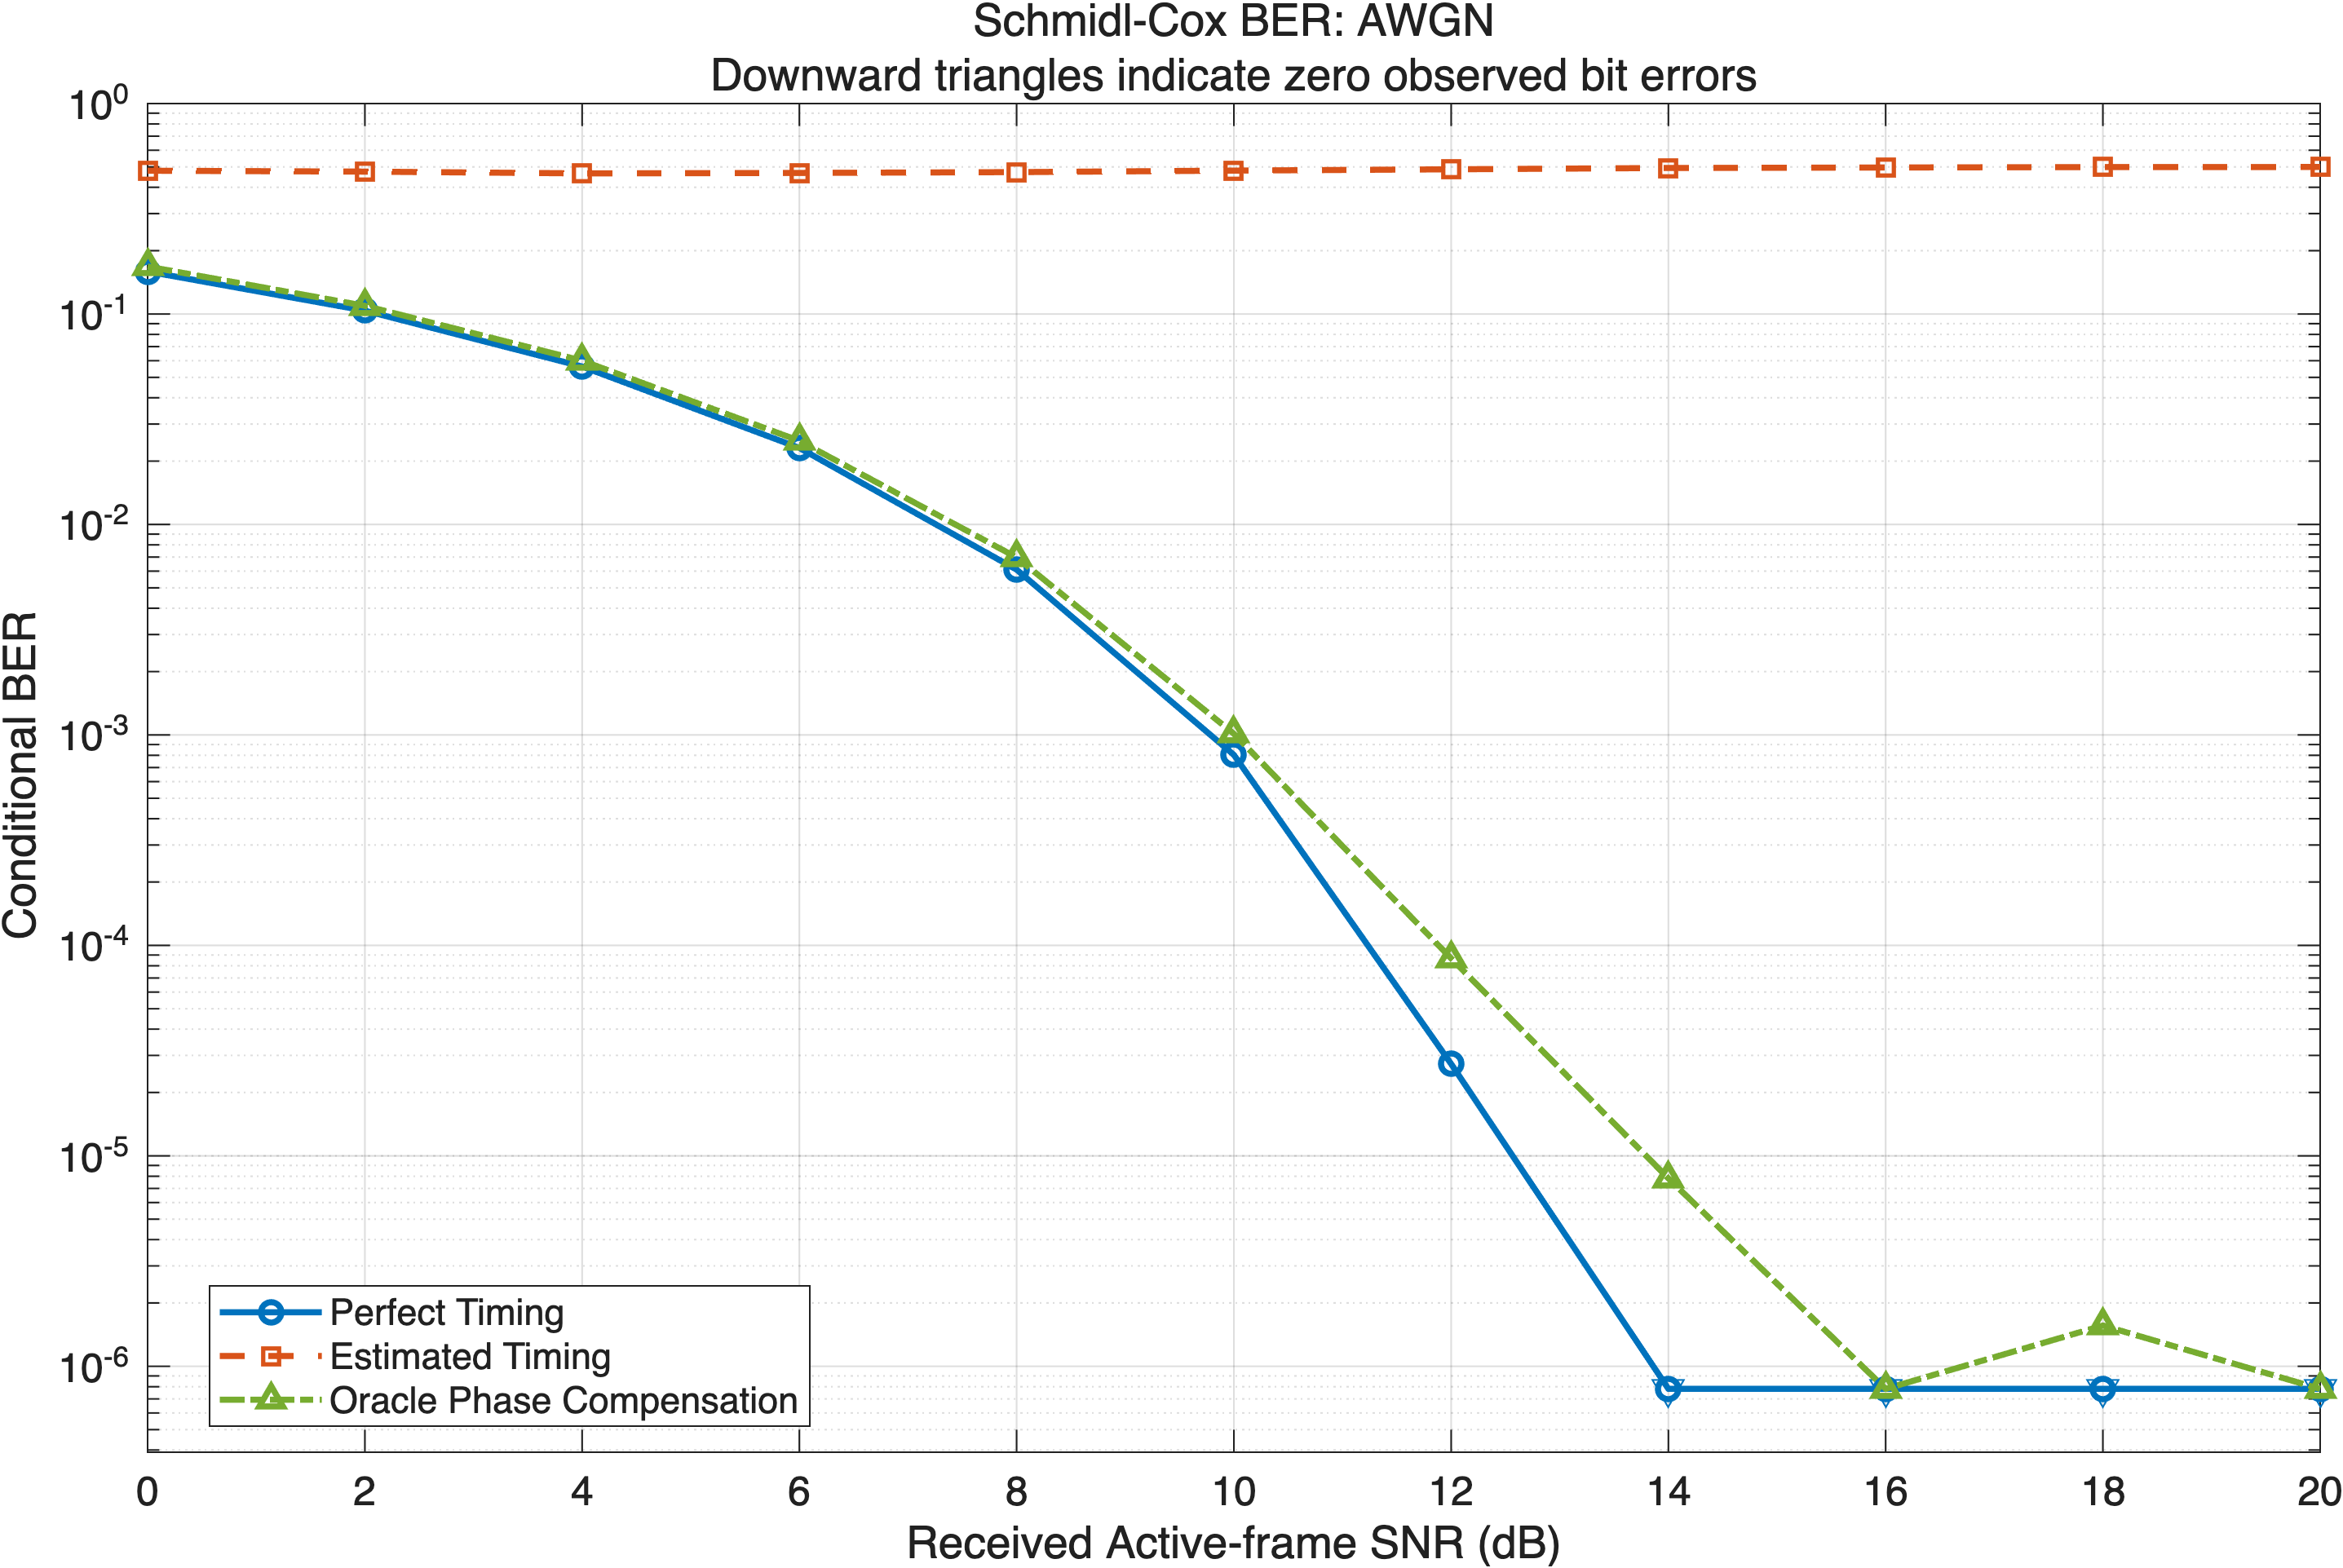 Schmidl-Cox BER: AWGN
Downward triangles indicate zero observed bit errors
10⁰
10⁻¹
10⁻²
10⁻³
10⁻⁴
10⁻⁵
10⁻⁶
Conditional BER
Perfect Timing
Estimated Timing
Oracle Phase Compensation
0 2 4 6 8 10 12 14 16 18 20
Received Active-frame SNR (dB)